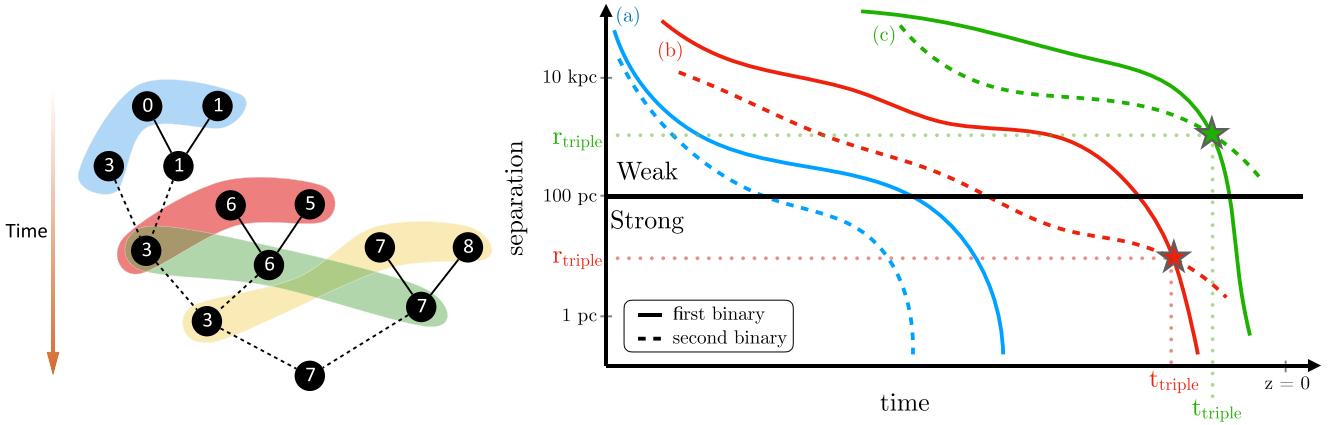 Time
0 1
3 1
6 5
3 6
7 8
3 7
7
separation
(a)
(b)
(c)
10 kpc
r_triple
Weak
100 pc
Strong
r_triple
1 pc
first binary
second binary
t_triple
t_triple
z = 0
time